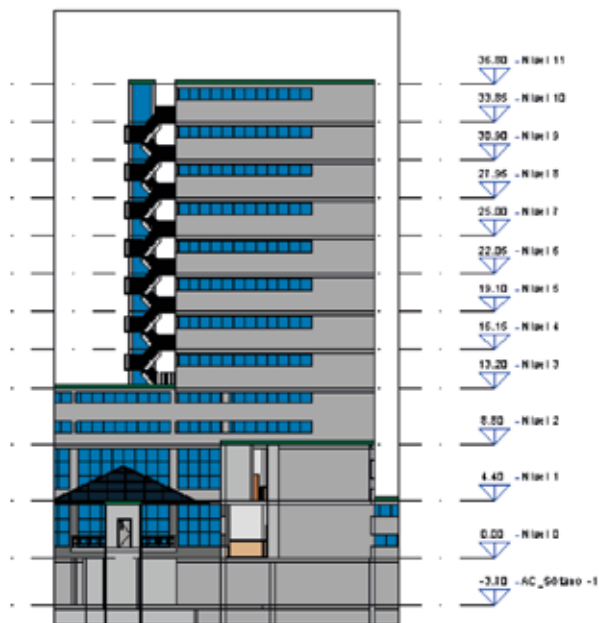 36.80 -Nivel 11
33.85 -Nivel 10
30.90 -Nivel 9
27.95 -Nivel 8
25.00 -Nivel 7
22.05 -Nivel 6
19.10 -Nivel 5
16.15 -Nivel 4
13.20 -Nivel 3
8.80 -Nivel 2
4.40 -Nivel 1
0.00 -Nivel 0
-AC_Sótano -1